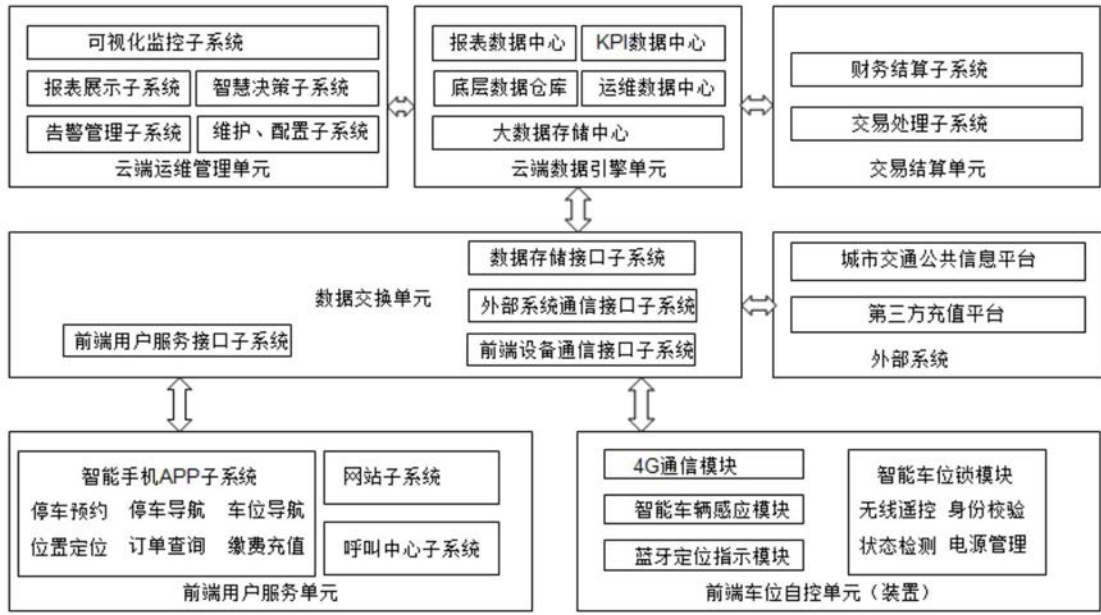 可视化监控子系统
报表展示子系统 智慧决策子系统
告警管理子系统 维护、配置子系统
云端运维管理单元
报表数据中心 KPI数据中心
底层数据仓库 运维数据中心
大数据存储中心
云端数据引擎单元
财务结算子系统
交易处理子系统
交易结算单元
数据存储接口子系统
数据交换单元
外部系统通信接口子系统
前端用户服务接口子系统
前端设备通信接口子系统
城市交通公共信息平台
第三方充值平台
外部系统
智能手机APP子系统
停车预约 停车导航 车位导航
位置定位 订单查询 缴费充值
网站子系统
呼叫中心子系统
前端用户服务单元
4G通信模块
智能车辆感应模块
蓝牙定位指示模块
智能车位锁模块
无线遥控 身份校验
状态检测 电源管理
前端车位自控单元（装置）